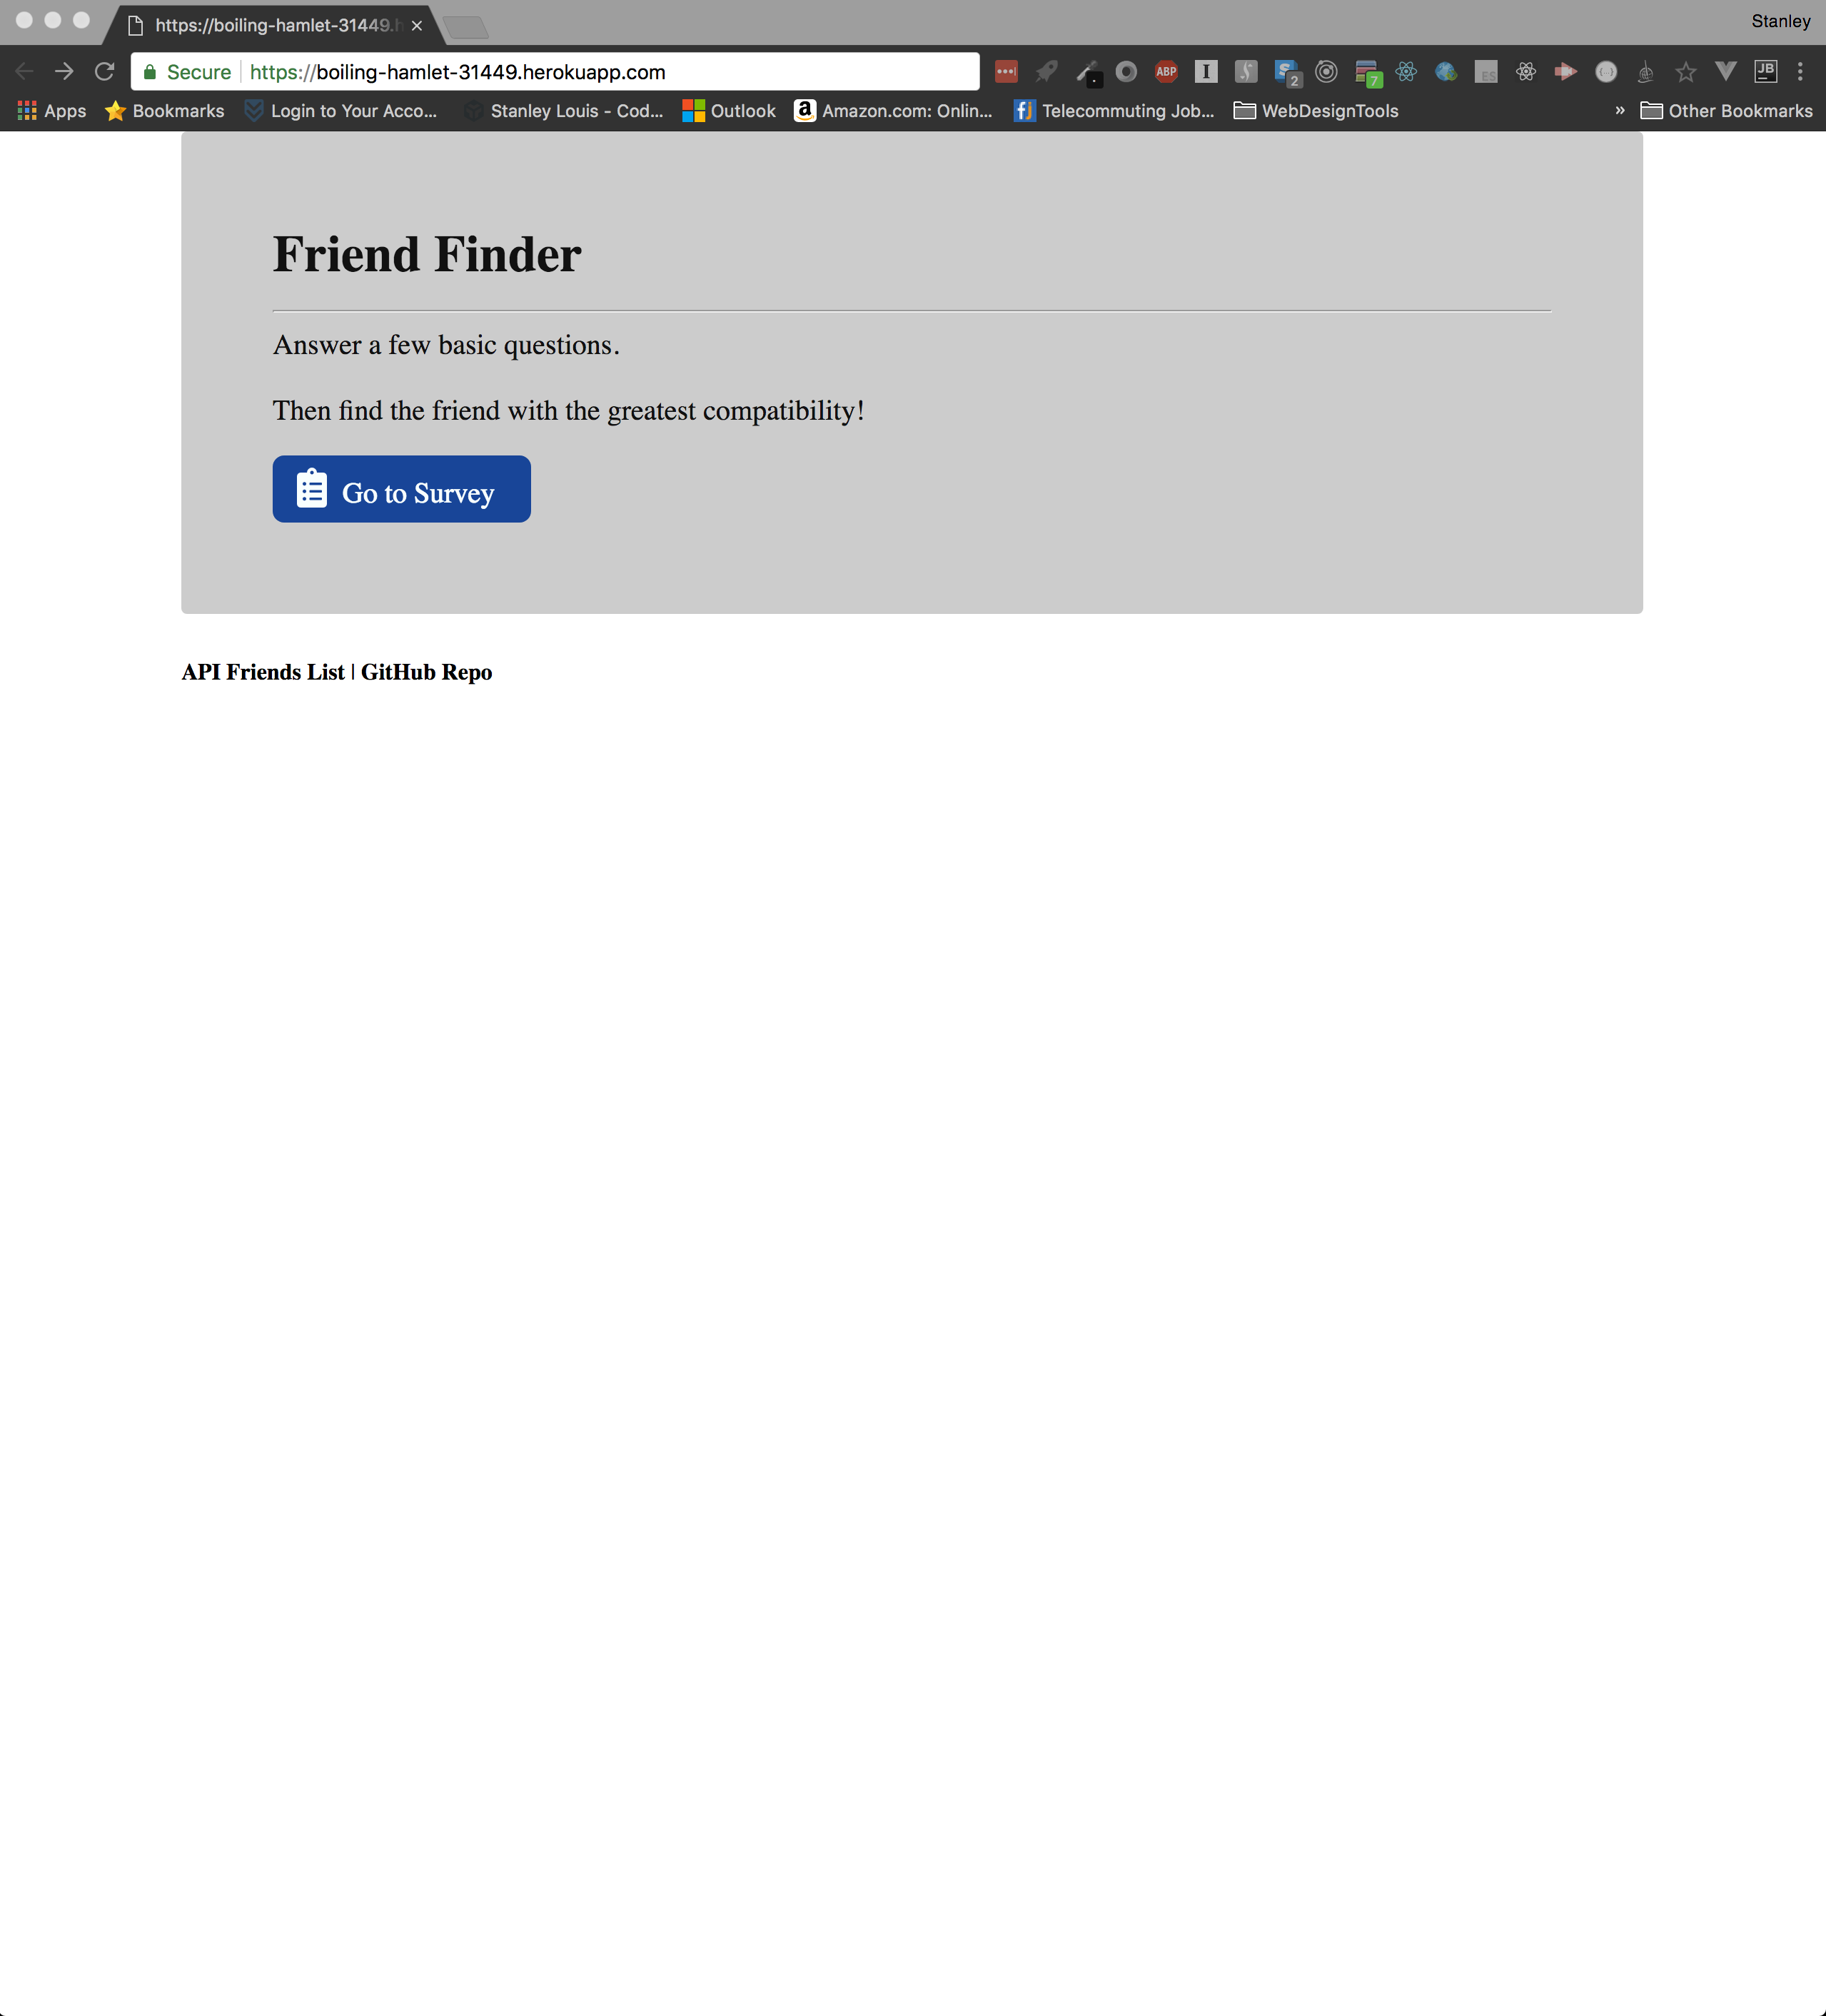 Stanley
https://boiling-hamlet-31449.h
Secure https://boiling-hamlet-31449.herokuapp.com
ABP
I
S 2
7
ES
JB
Apps Bookmarks Login to Your Acco... Stanley Louis - Cod... Outlook Amazon.com: Onlin... fj Telecommuting Job... WebDesignTools » Other Bookmarks
Friend Finder
Answer a few basic questions.
Then find the friend with the greatest compatibility!
Go to Survey
API Friends List | GitHub Repo